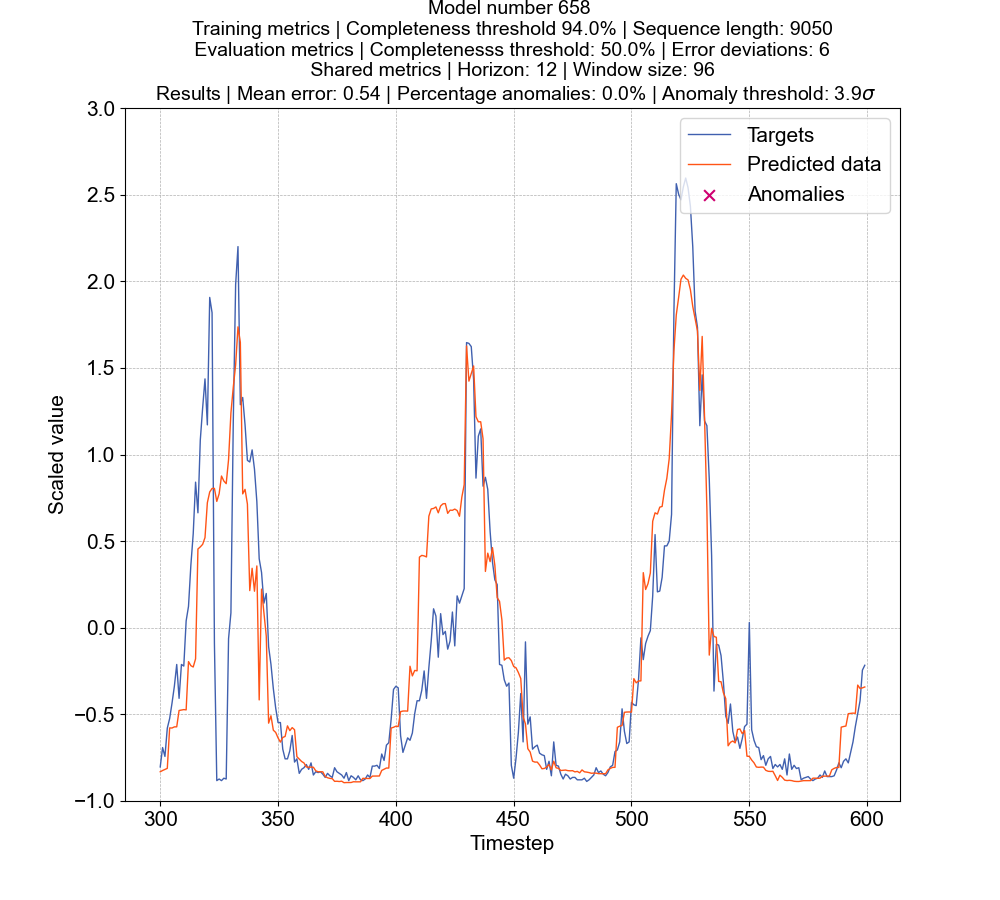 Model number 658
Training metrics | Completeness threshold 94.0% | Sequence length: 9050
Evaluation metrics | Completenesss threshold: 50.0% | Error deviations: 6
Shared metrics | Horizon: 12 | Window size: 96
Results | Mean error: 0.54 | Percentage anomalies: 0.0% | Anomaly threshold: 3.9σ
3.0
2.5
2.0
1.5
1.0
0.5
0.0
−0.5
−1.0
Scaled value
Targets
Predicted data
Anomalies
300
350
400
450
500
550
600
Timestep